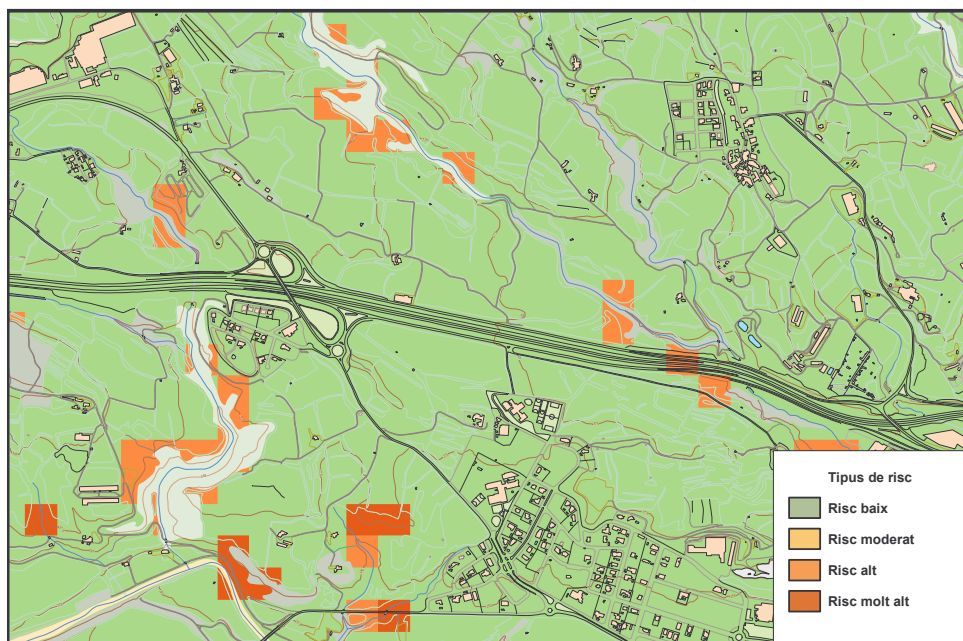 Tipus de risc
Risc baix
Risc moderat
Risc alt
Risc molt alt